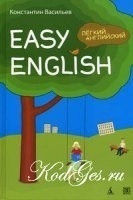 Константин Васильев
EASY
ЛЁГКИЙ
АНГЛИЙСКИЙ
ENGLISH
KodGes.ru